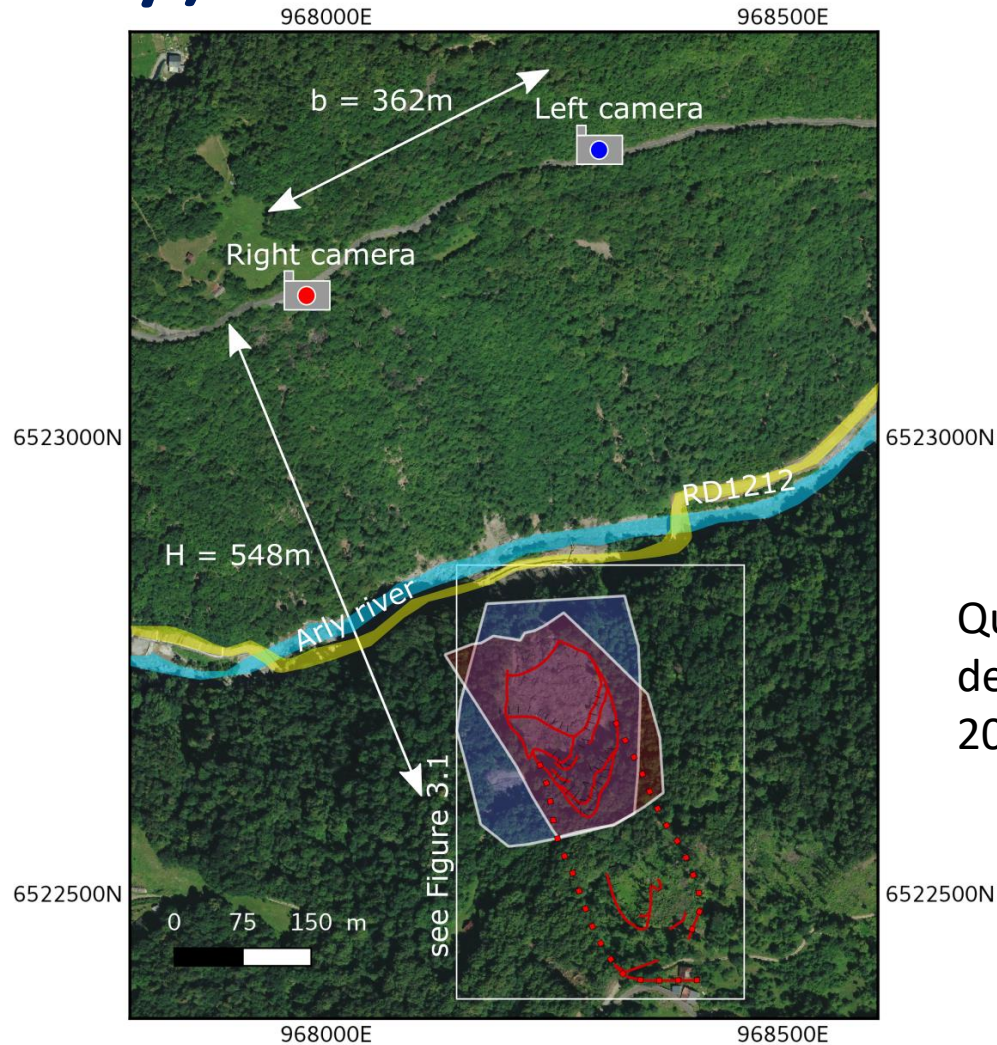 968000E 968500E
b = 362m
Left camera
Right camera
6523000N 6523000N
RD1212
H = 548m
Arly river
see Figure 3.1
6522500N 6522500N
0 75 150 m
968000E 968500E